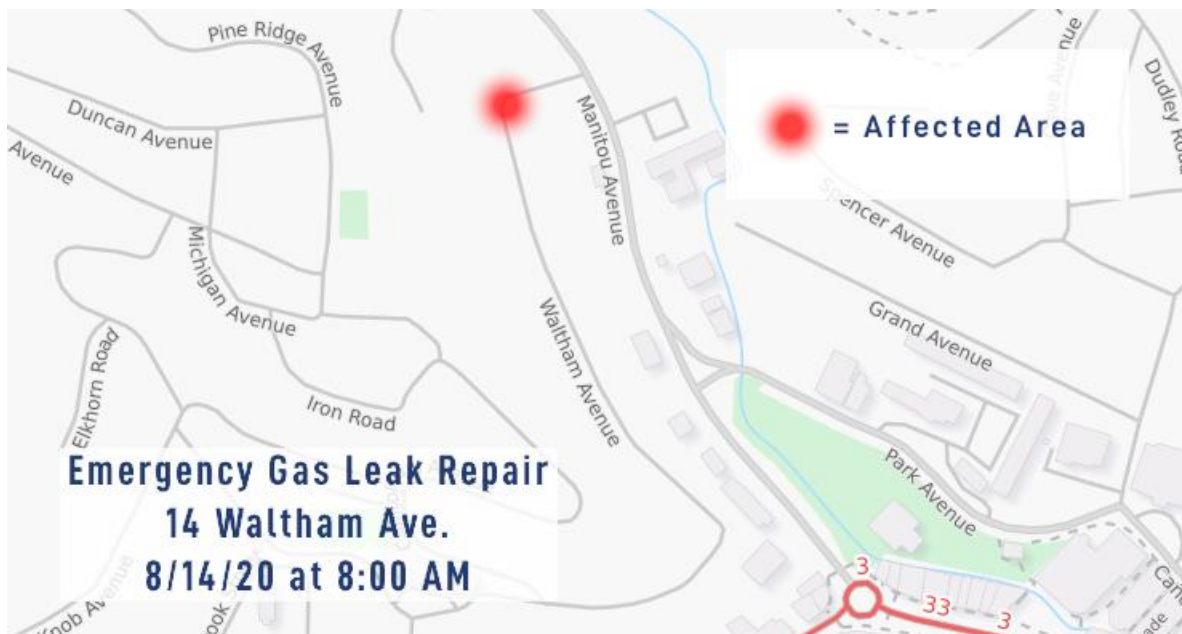 Pine Ridge Avenue
Duncan Avenue
Avenue
Michigan Avenue
Elkhorn Road
Iron Road
Manitou Avenue
Waltham Avenue
= Affected Area
Dudley Road
Spencer Avenue
Grand Avenue
Park Avenue
Emergency Gas Leak Repair
14 Waltham Ave.
8/14/20 at 8:00 AM
Knob Avenue
3
33
3